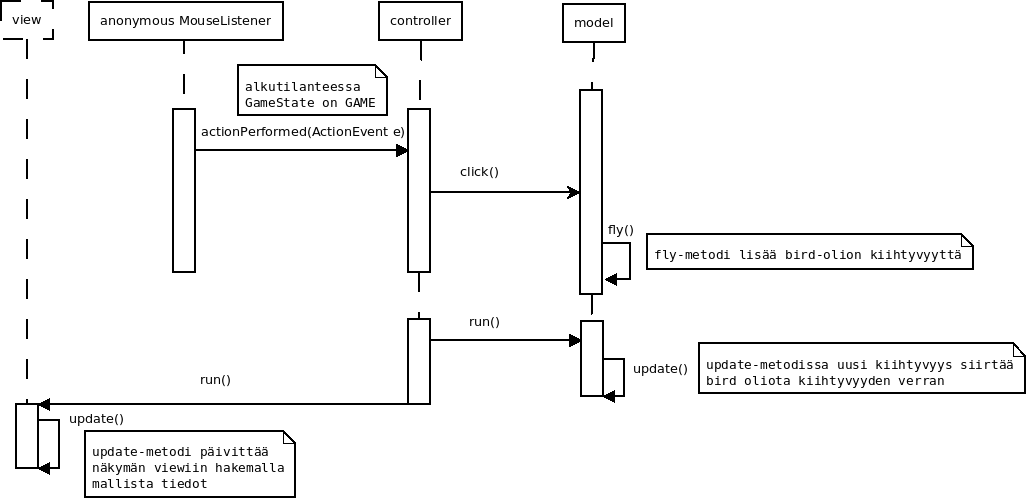 view
anonymous MouseListener
controller
model
alkutilanteessa
GameState on GAME
actionPerformed(ActionEvent e)
click()
fly()
fly-metodi lisää bird-olion kiihtyvyyttä
run()
update()
update-metodissa uusi kiihtyvyys siirtää
bird oliota kiihtyvyyden verran
run()
update()
update-metodi päivittää
näkymän viewiin hakemalla
mallista tiedot